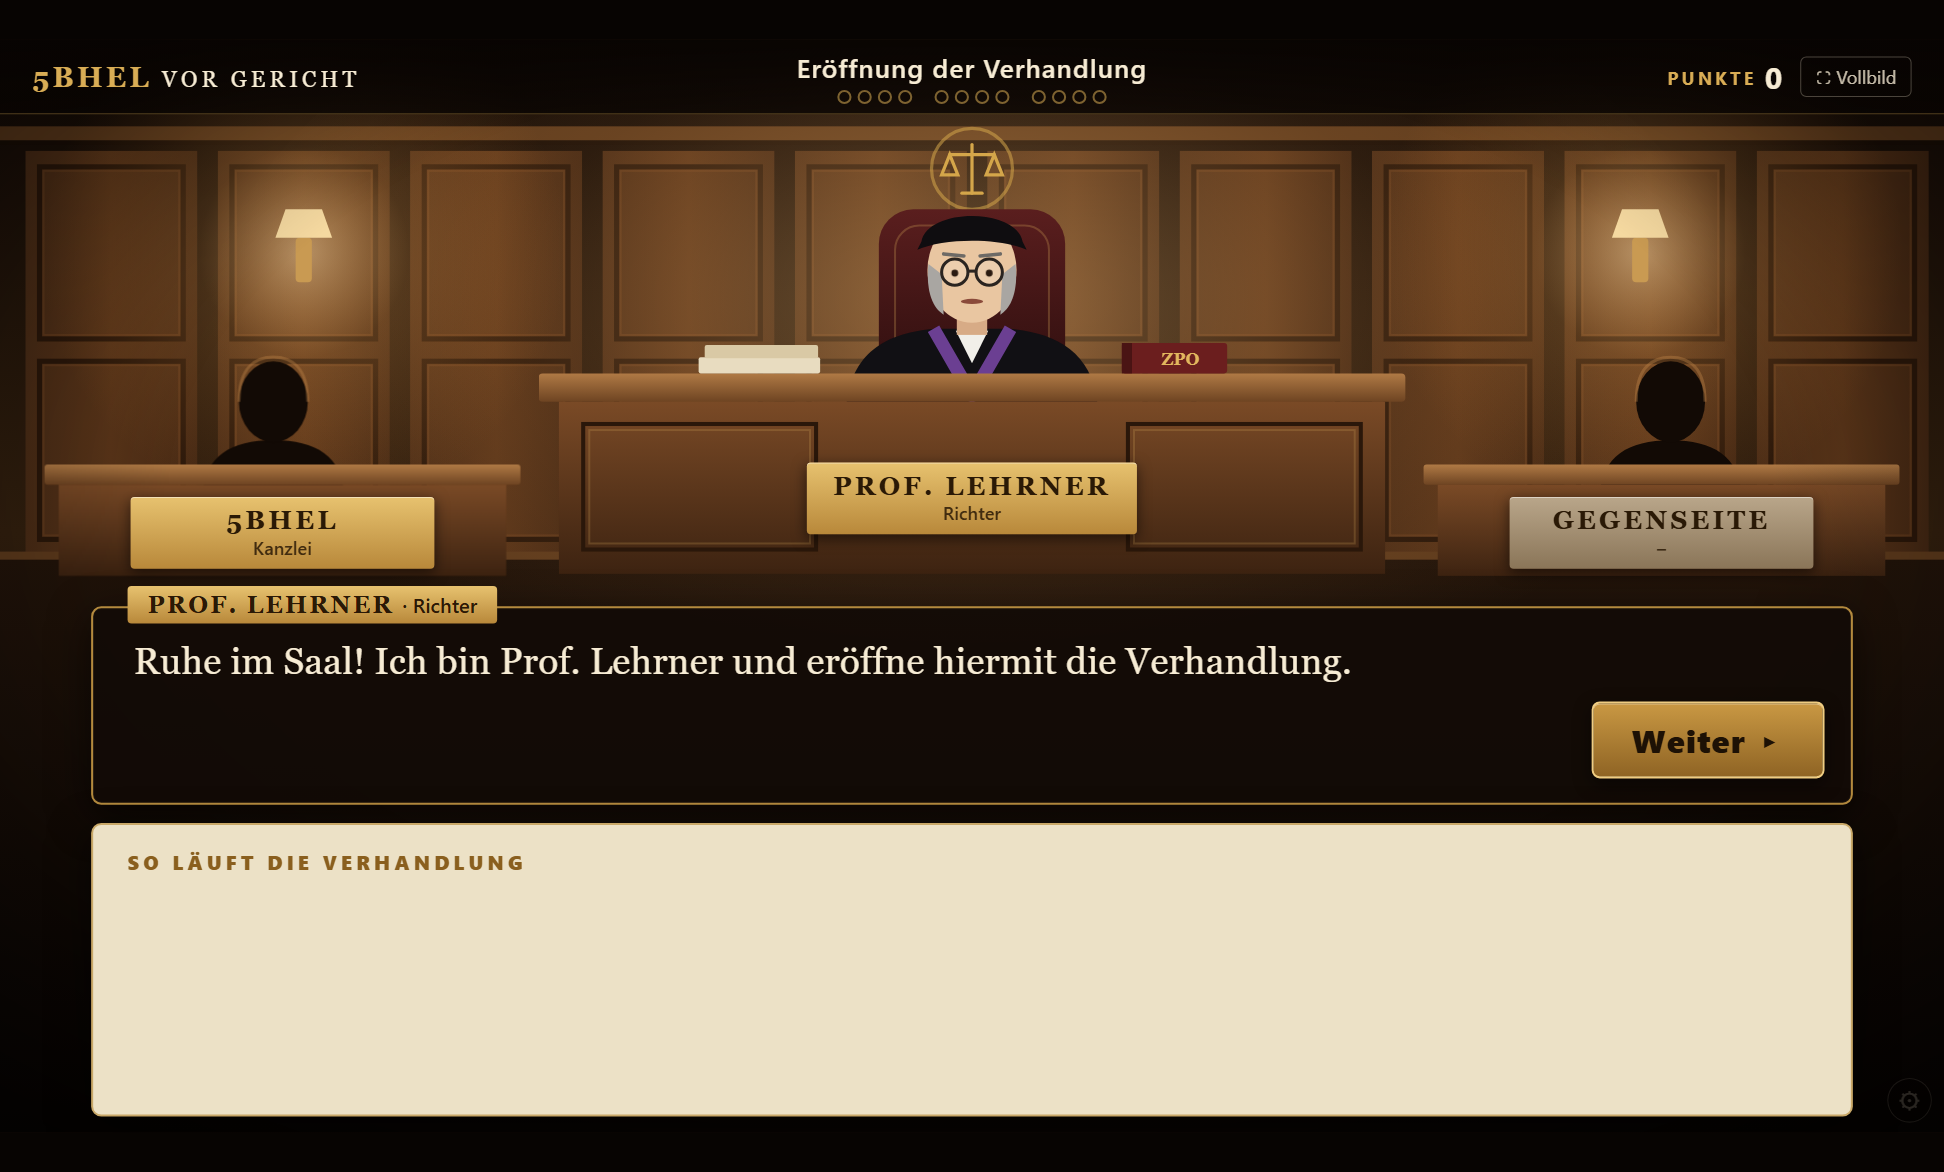 5BHEL VOR GERICHT
Eröffnung der Verhandlung
PUNKTE 0
Vollbild
ZPO
5BHEL
Kanzlei
PROF. LEHRNER
Richter
GEGENSEITE
–
PROF. LEHRNER · Richter
Ruhe im Saal! Ich bin Prof. Lehrner und eröffne hiermit die Verhandlung.
Weiter ▸
SO LÄUFT DIE VERHANDLUNG